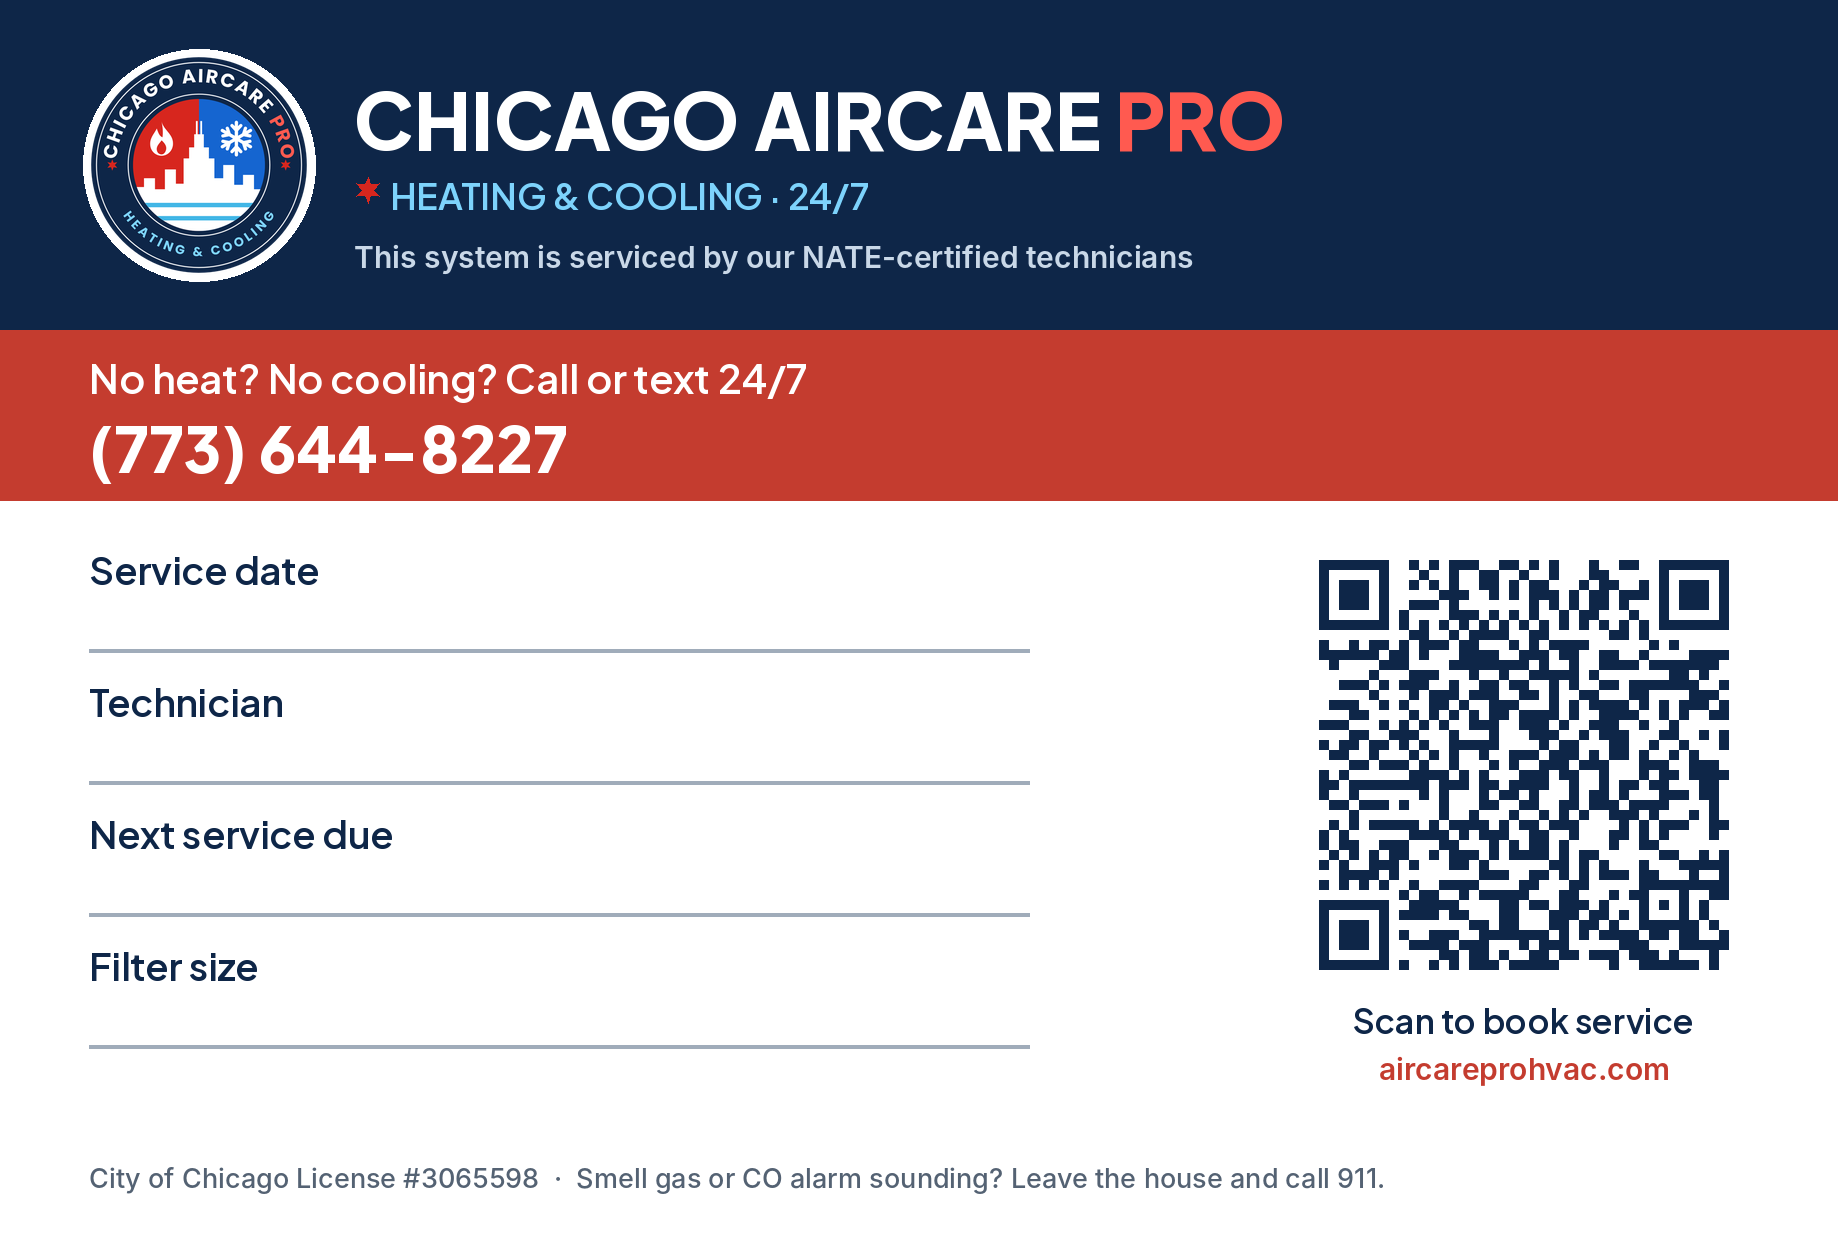 CHICAGO AIRCARE PRO
HEATING & COOLING
CHICAGO AIRCARE PRO
HEATING & COOLING · 24/7
This system is serviced by our NATE-certified technicians
No heat? No cooling? Call or text 24/7
(773) 644-8227
Service date
Technician
Next service due
Filter size
Scan to book service
aircareprohvac.com
City of Chicago License #3065598 · Smell gas or CO alarm sounding? Leave the house and call 911.